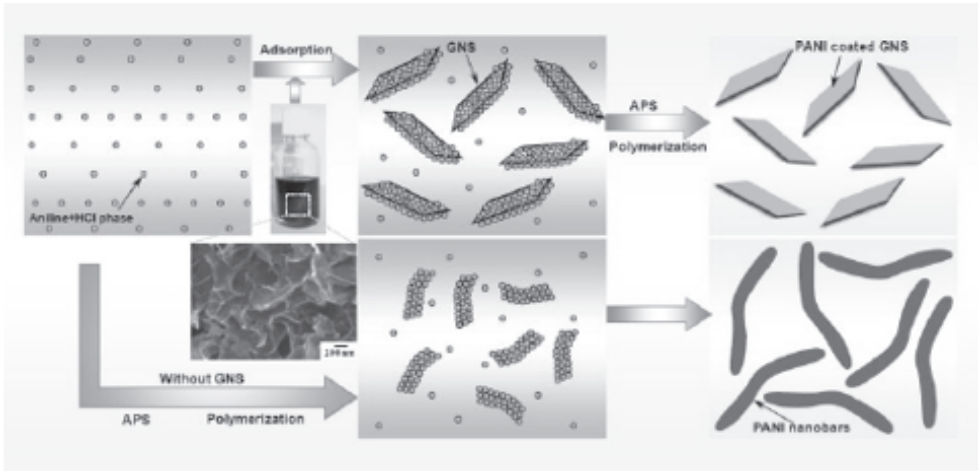 Adsorption
GNS
PANI coated GNS
APS
Polymerization
Aniline+HCl phase
Without GNS
APS
Polymerization
PANI nanobars